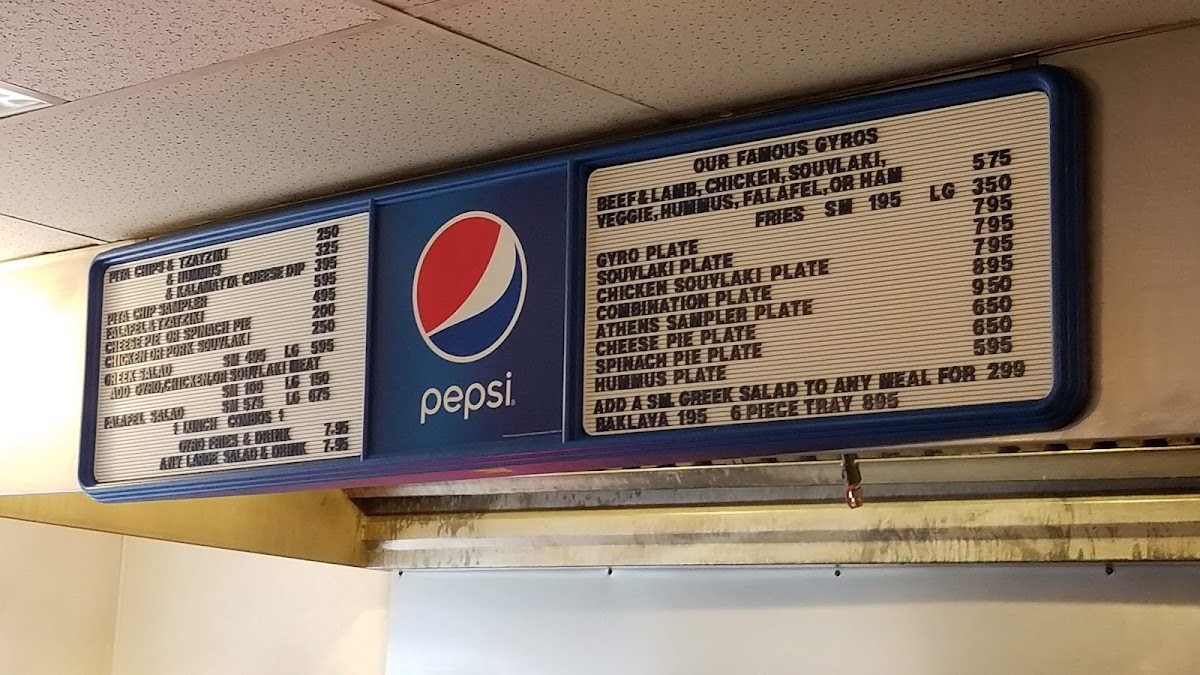 PITA CHIPS & TZATZIKI 250
& HUMMUS 325
& KALAMATTA CHEESE DIP 395
PITA CHIP SAMPLER 595
FALAFEL & TZATZIKI 495
CHEESE PIE OR SPINACH PIE 200
CHICKEN OR PORK SOUVLAKI 250
GREEK SALAD SM 495 LG 595
ADD GYRO,CHICKEN,OR SOUVLAKI MEAT
SM 100 LG 150
FALAFEL SALAD SM 575 LG 675
1 LUNCH COMBOS 1
GYRO FRIES & DRINK 7.95
ANY LARGE SALAD & DRINK 7.95
pepsi
OUR FAMOUS GYROS
BEEF&LAMB, CHICKEN, SOUVLAKI, 575
VEGGIE, HUMMUS, FALAFEL, OR HAM
FRIES SM 195 LG 350
GYRO PLATE 795
SOUVLAKI PLATE 795
CHICKEN SOUVLAKI PLATE 795
COMBINATION PLATE 895
ATHENS SAMPLER PLATE 950
CHEESE PIE PLATE 650
SPINACH PIE PLATE 650
HUMMUS PLATE 595
ADD A SM. GREEK SALAD TO ANY MEAL FOR 299
BAKLAVA 195 6 PIECE TRAY 895